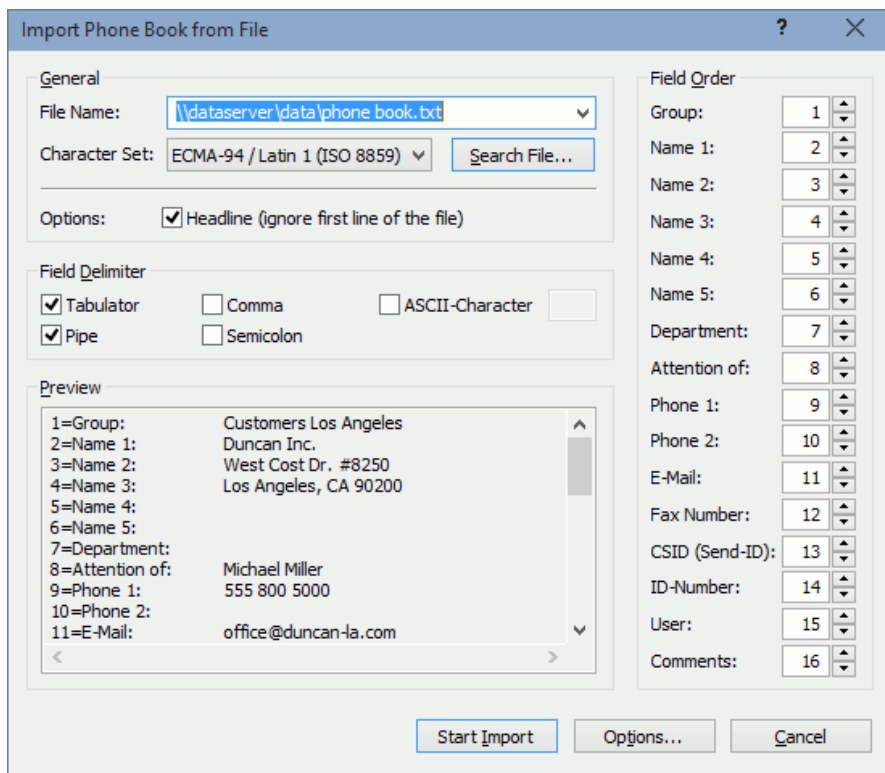 Import Phone Book from File ?
General
File Name: \\dataserver\data\phone book.txt
Character Set: ECMA-94 / Latin 1 (ISO 8859) Search File...
Options: Headline (ignore first line of the file)
Field Delimiter
Tabulator Comma ASCII-Character
Pipe Semicolon
Preview
1=Group: Customers Los Angeles
2=Name 1: Duncan Inc.
3=Name 2: West Cost Dr. #8250
4=Name 3: Los Angeles, CA 90200
5=Name 4:
6=Name 5:
7=Department:
8=Attention of: Michael Miller
9=Phone 1: 555 800 5000
10=Phone 2:
11=E-Mail: office@duncan-la.com
Field Order
Group: 1
Name 1: 2
Name 2: 3
Name 3: 4
Name 4: 5
Name 5: 6
Department: 7
Attention of: 8
Phone 1: 9
Phone 2: 10
E-Mail: 11
Fax Number: 12
CSID (Send-ID): 13
ID-Number: 14
User: 15
Comments: 16
Start Import Options... Cancel